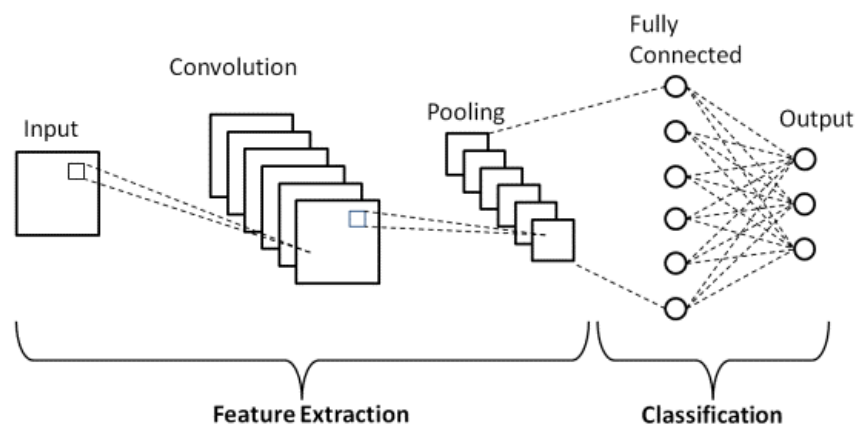 Fully
Connected
Convolution
Pooling
Input
Output
Feature Extraction
Classification